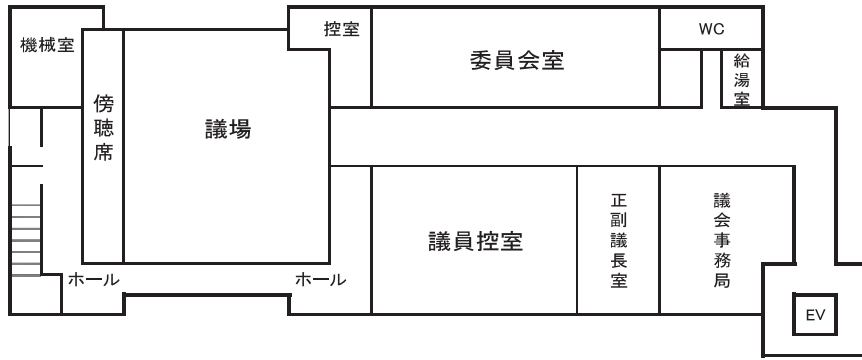 機械室
控室
WC
委員会室
給湯室
傍聴席
議場
議員控室
正副議長室
議会事務局
ホール
ホール
EV